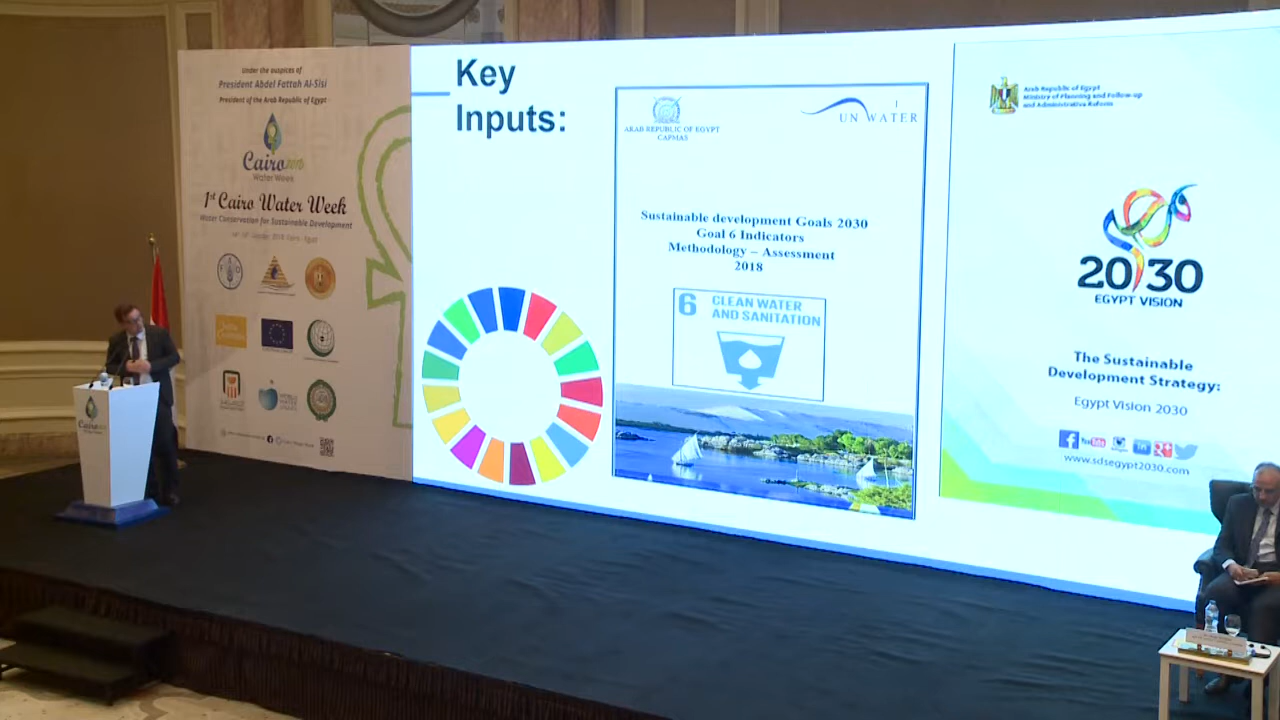 Under the auspices of
President Abdel Fattah Al-Sisi
President of the Arab Republic of Egypt
Cairo
Water Week
1st Cairo Water Week
Water Conservation for Sustainable Development
FAO
Cairo
Key
Inputs:
ARAB REPUBLIC OF EGYPT
CAPMAS
UN WATER
Sustainable development Goals 2030
Goal 6 Indicators
Methodology – Assessment
2018
6 CLEAN WATER
AND SANITATION
Arab Republic of Egypt
Ministry of Planning and Follow-up
and Administrative Reform
2030
EGYPT VISION
The Sustainable
Development Strategy:
Egypt Vision 2030
YouTube
in
www.sdsegypt2030.com